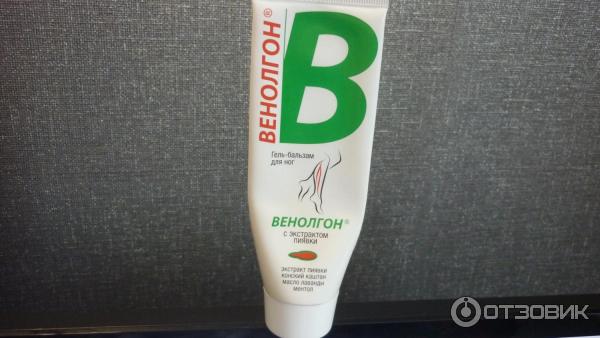 ВЕНОЛГОН®
В
Гель-бальзам
для ног
ВЕНОЛГОН®
с экстрактом
пиявки
экстракт пиявки
конский каштан
масло лаванды
ментол
ОТЗОВИК